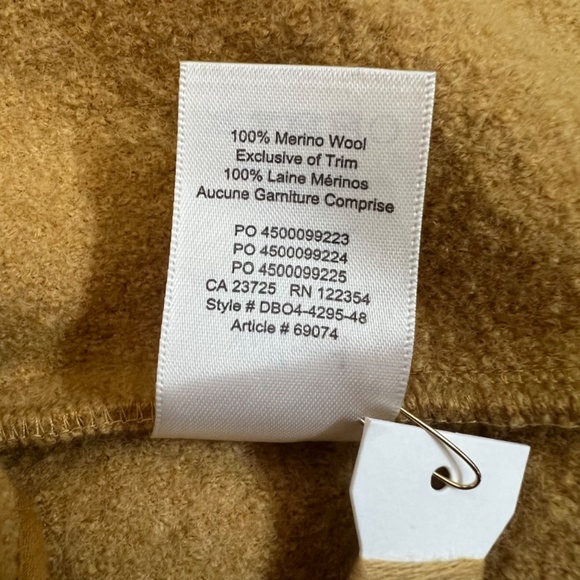 100% Merino Wool
Exclusive of Trim
100% Laine Mérinos
Aucune Garniture Comprise
PO 4500099223
PO 4500099224
PO 4500099225
CA 23725 RN 122354
Style # DBO4-4295-48
Article # 69074